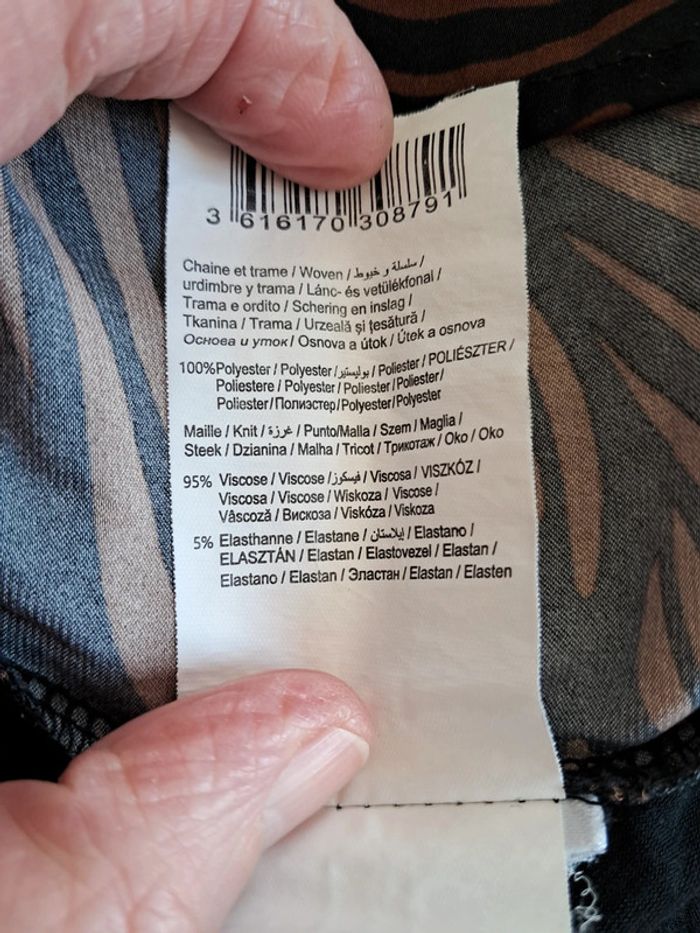 3 616170 308791
Chaine et trame / Woven / سلسلة و خيوط /
urdimbre y trama / Lánc- és vetülékfonal /
Trama e ordito / Schering en inslag /
Tkanina / Trama / Urzeală și țesătură /
Основа и уток / Osnova a útok / Útek a osnova
100%Polyester / Polyester / بوليستير / Poliester / POLIÉSZTER /
Poliestere / Polyester / Poliester / Poliester /
Poliester / Полиэстер / Polyester / Polyester
Maille / Knit / غرزة / Punto/Malla / Szem / Maglia /
Steek / Dzianina / Malha / Tricot / Трикотаж / Oko / Oko
95% Viscose / Viscose / فيسكوز / Viscosa / VISZKÓZ /
Viscosa / Viscose / Wiskoza / Viscose /
Vâscoză / Вискоза / Viskóza / Viskoza
5% Elasthanne / Elastane / إيلاستان / Elastano /
ELASZTÁN / Elastan / Elastovezel / Elastan /
Elastano / Elastan / Эластан / Elastan / Elasten